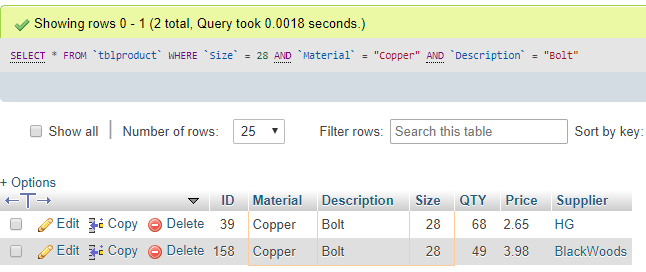 Showing rows 0 - 1 (2 total, Query took 0.0018 seconds.)
SELECT * FROM `tblproduct` WHERE `Size` = 28 AND `Material` = "Copper" AND `Description` = "Bolt"
Show all | Number of rows: 25 Filter rows: Search this table Sort by key:
+ Options
←T→ ID Material Description Size QTY Price Supplier
Edit Copy Delete 39 Copper Bolt 28 68 2.65 HG
Edit Copy Delete 158 Copper Bolt 28 49 3.98 BlackWoods